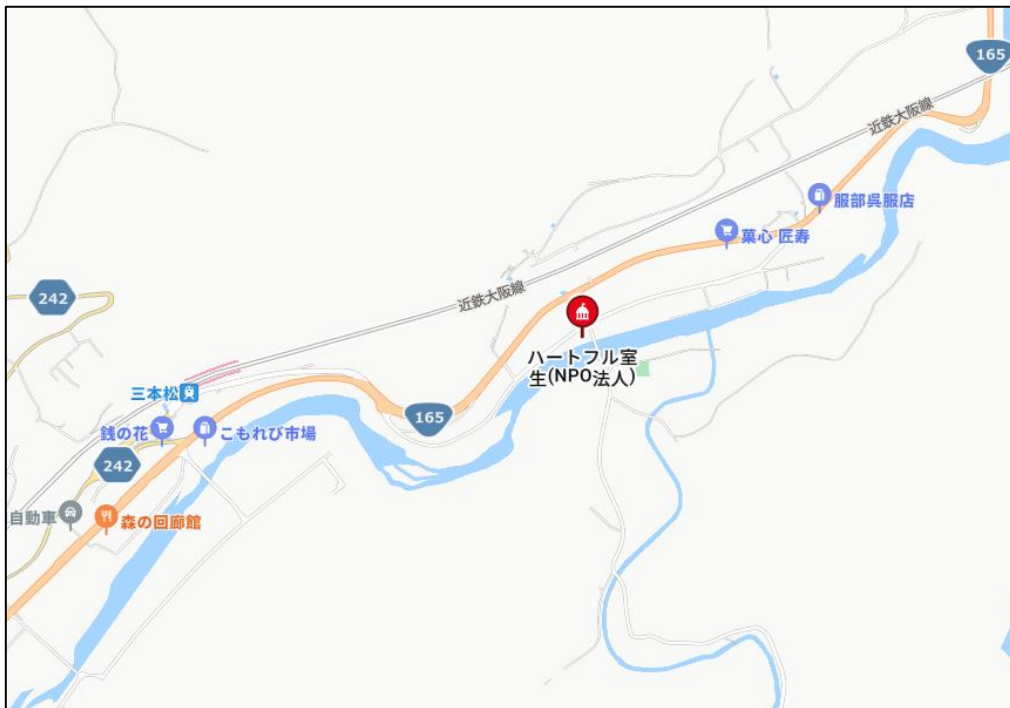 165
近鉄大阪線
服部呉服店
菓心 匠寿
242
近鉄大阪線
ハートフル室
生(NPO法人)
三本松
165
銭の花
こもれび市場
242
自動車
森の回廊館